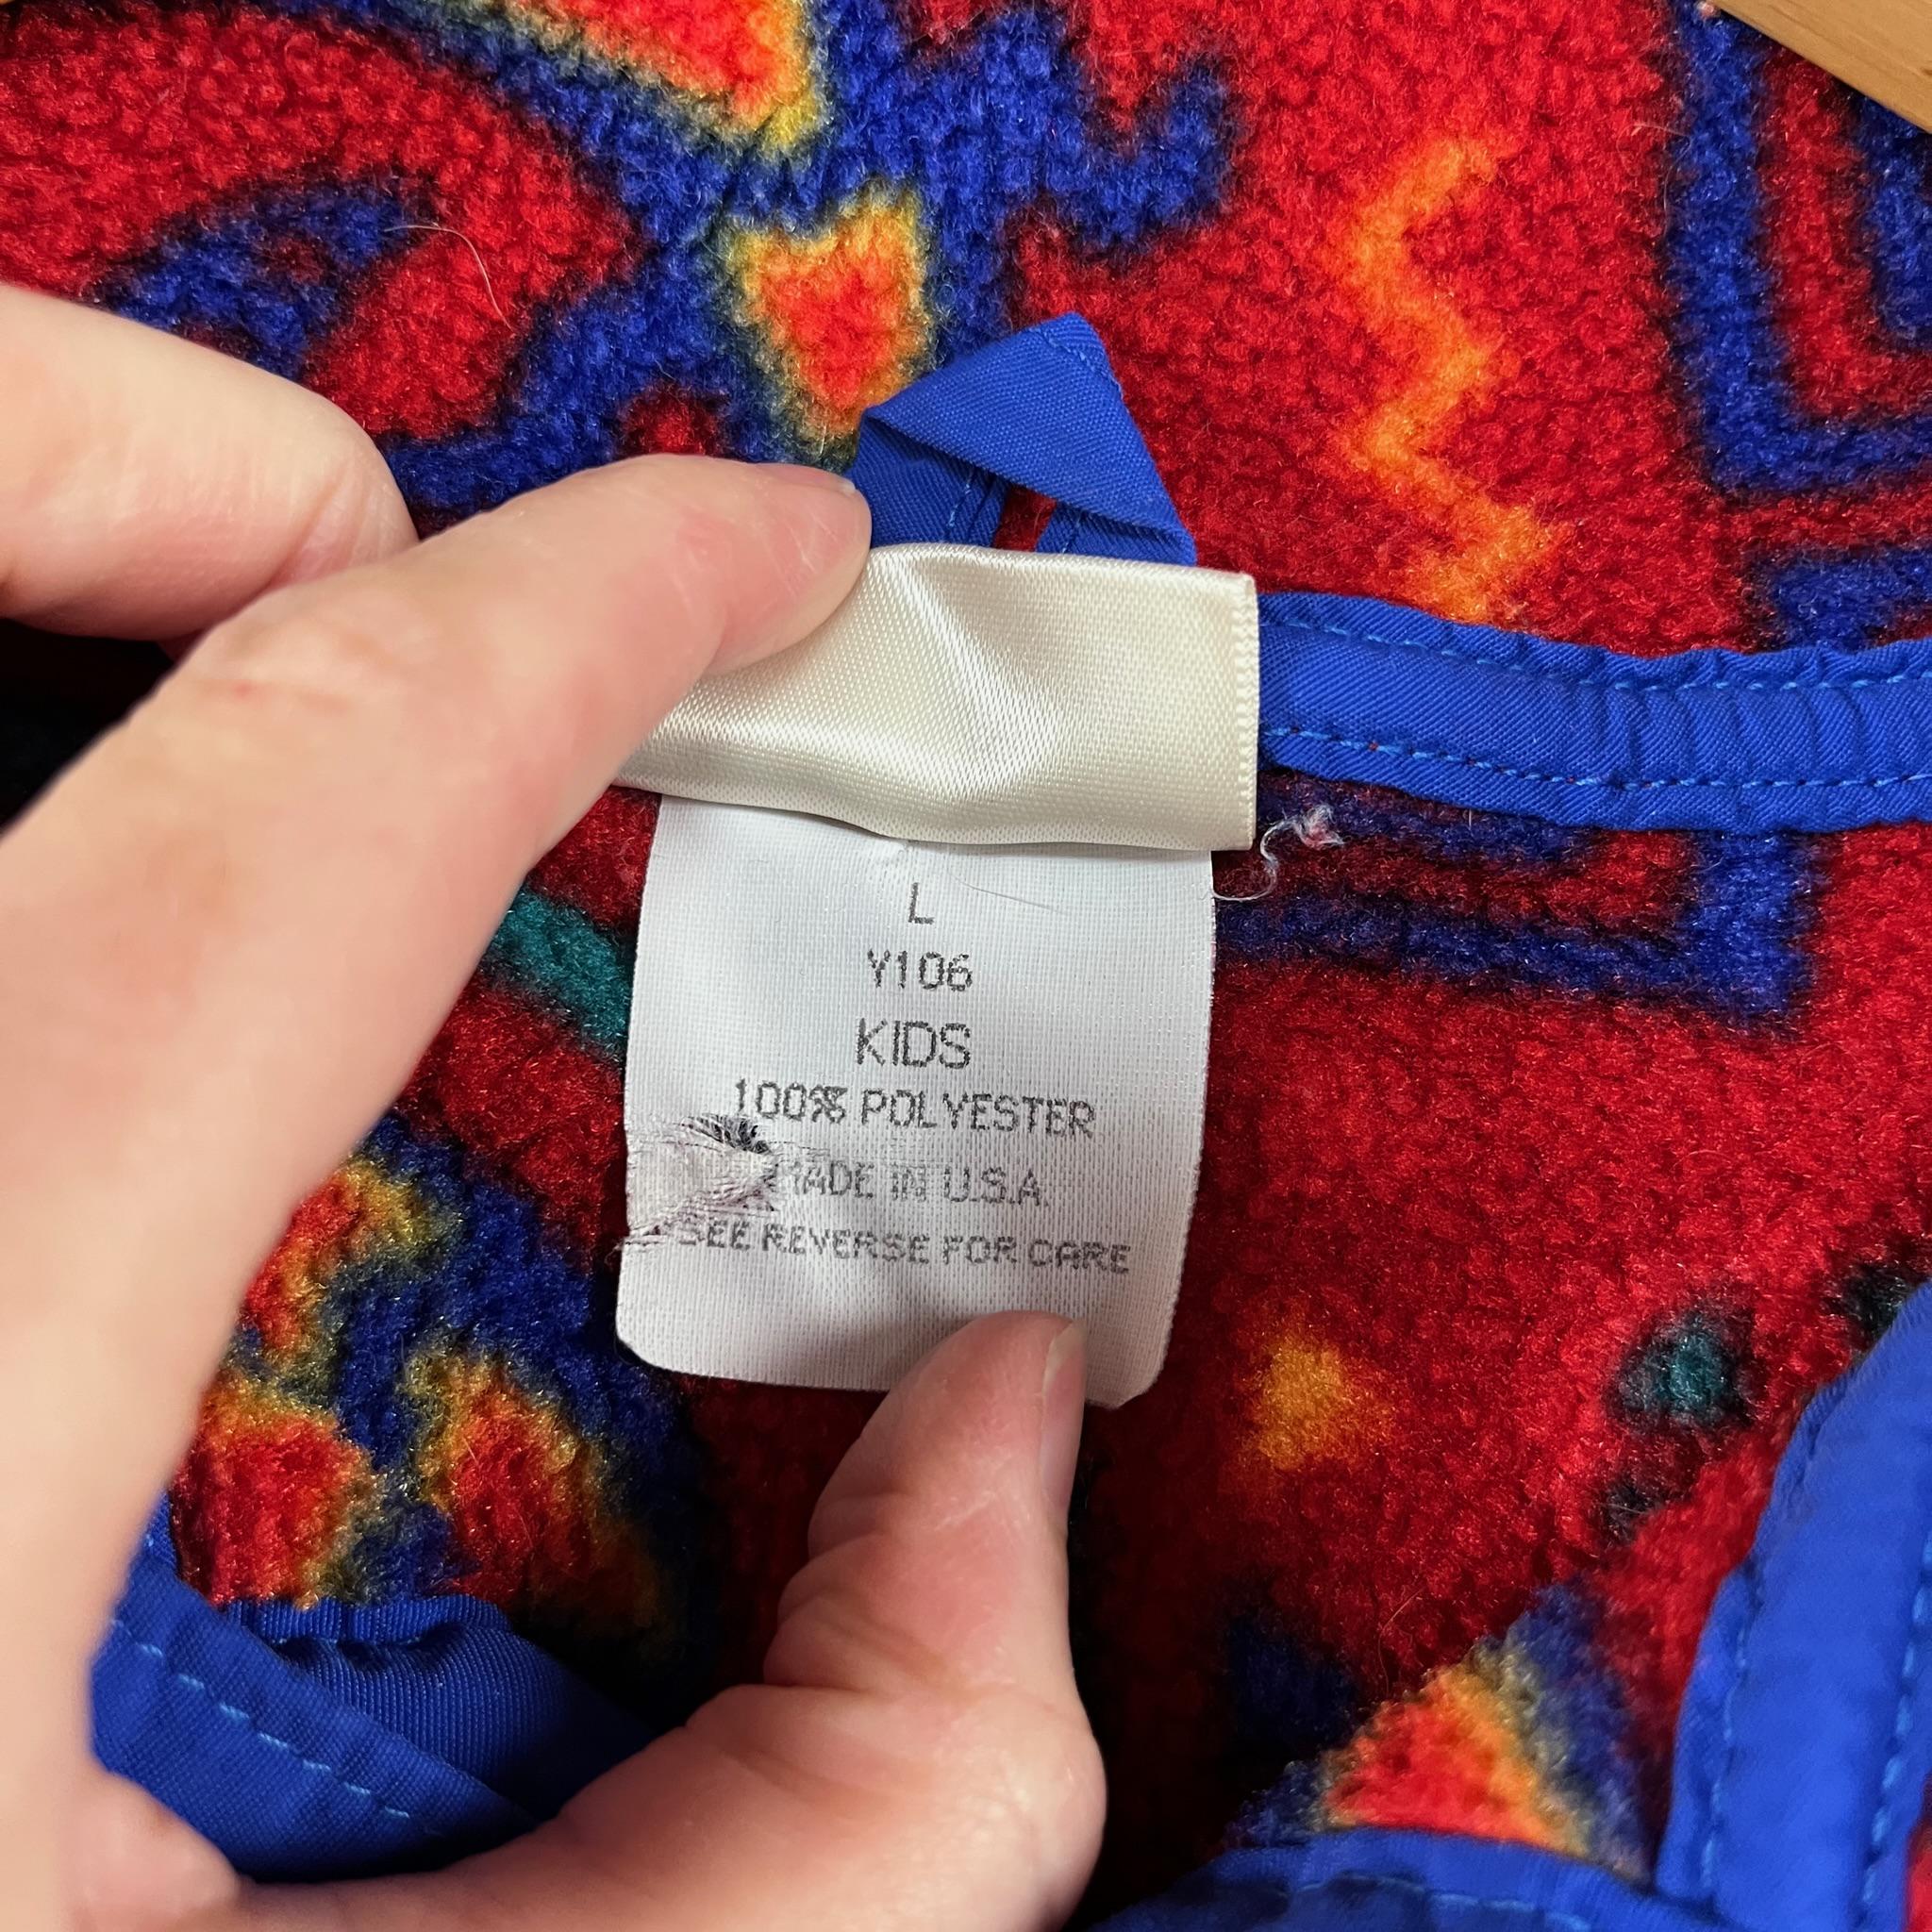 L
Y106
KIDS
100% POLYESTER
MADE IN U.S.A.
SEE REVERSE FOR CARE